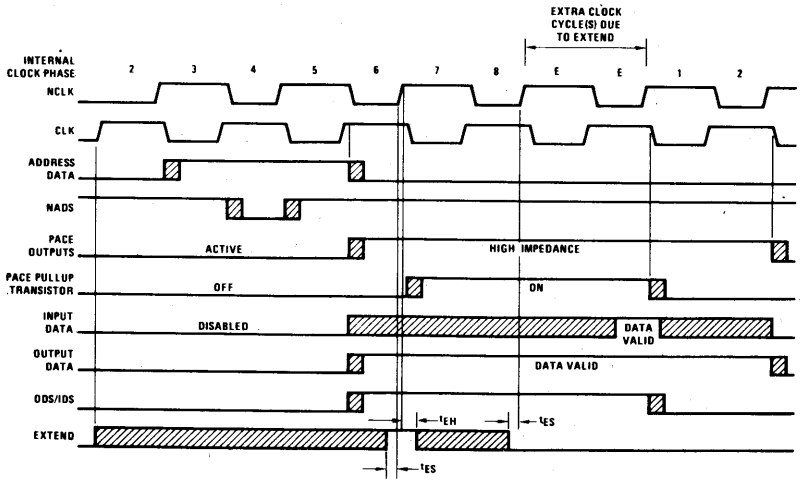 EXTRA CLOCK
CYCLE(S) DUE
TO EXTEND
INTERNAL
CLOCK PHASE
2 3 4 5 6 7 8 E E 1 2
NCLK
CLK
ADDRESS
DATA
NADS
PACE
OUTPUTS
ACTIVE
HIGH IMPEDANCE
PACE PULLUP
TRANSISTOR
OFF
ON
INPUT
DATA
DISABLED
DATA
VALID
OUTPUT
DATA
DATA VALID
ODS/IDS
tEH
tES
EXTEND
tES